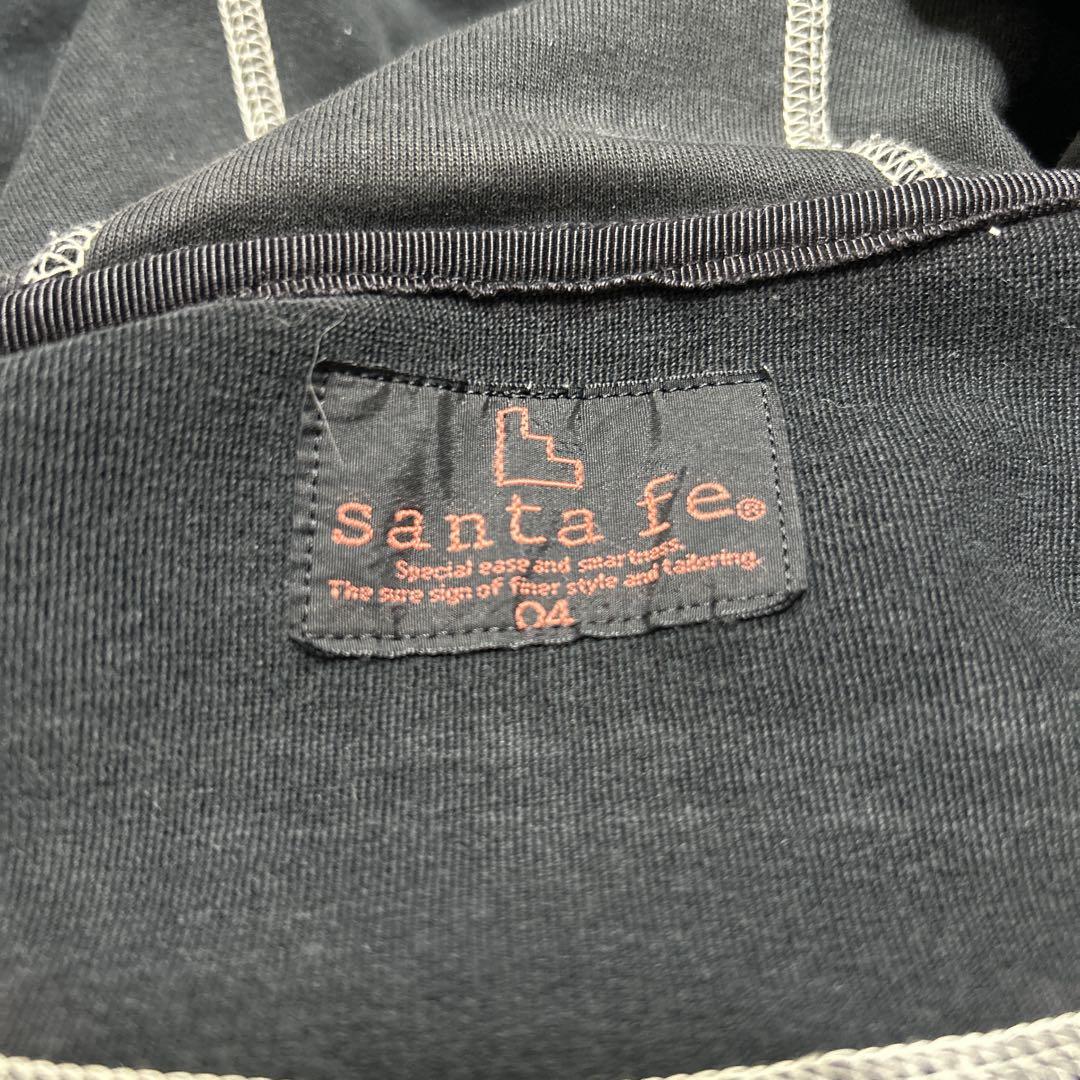 santa fe®
Special ease and smartness.
The sure sign of finer style and tailoring.
04